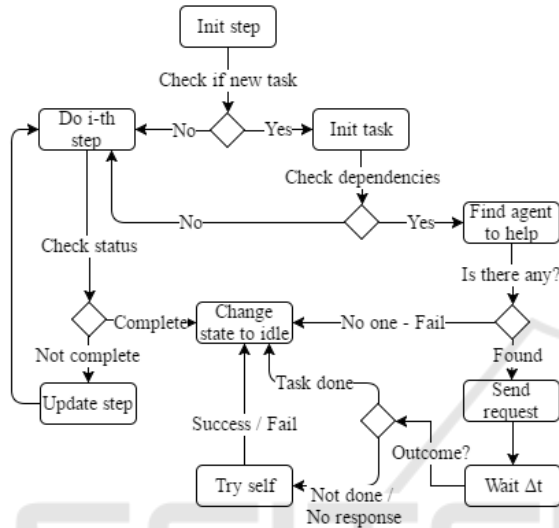 Init step
Check if new task
Do i-th
step
No
Yes
Init task
Check dependencies
No
Yes
Find agent
to help
Check status
Is there any?
Complete
Change
state to idle
No one - Fail
Not complete
Found
Update step
Task done
Send
request
Success / Fail
Outcome?
Try self
Not done /
No response
Wait Δt